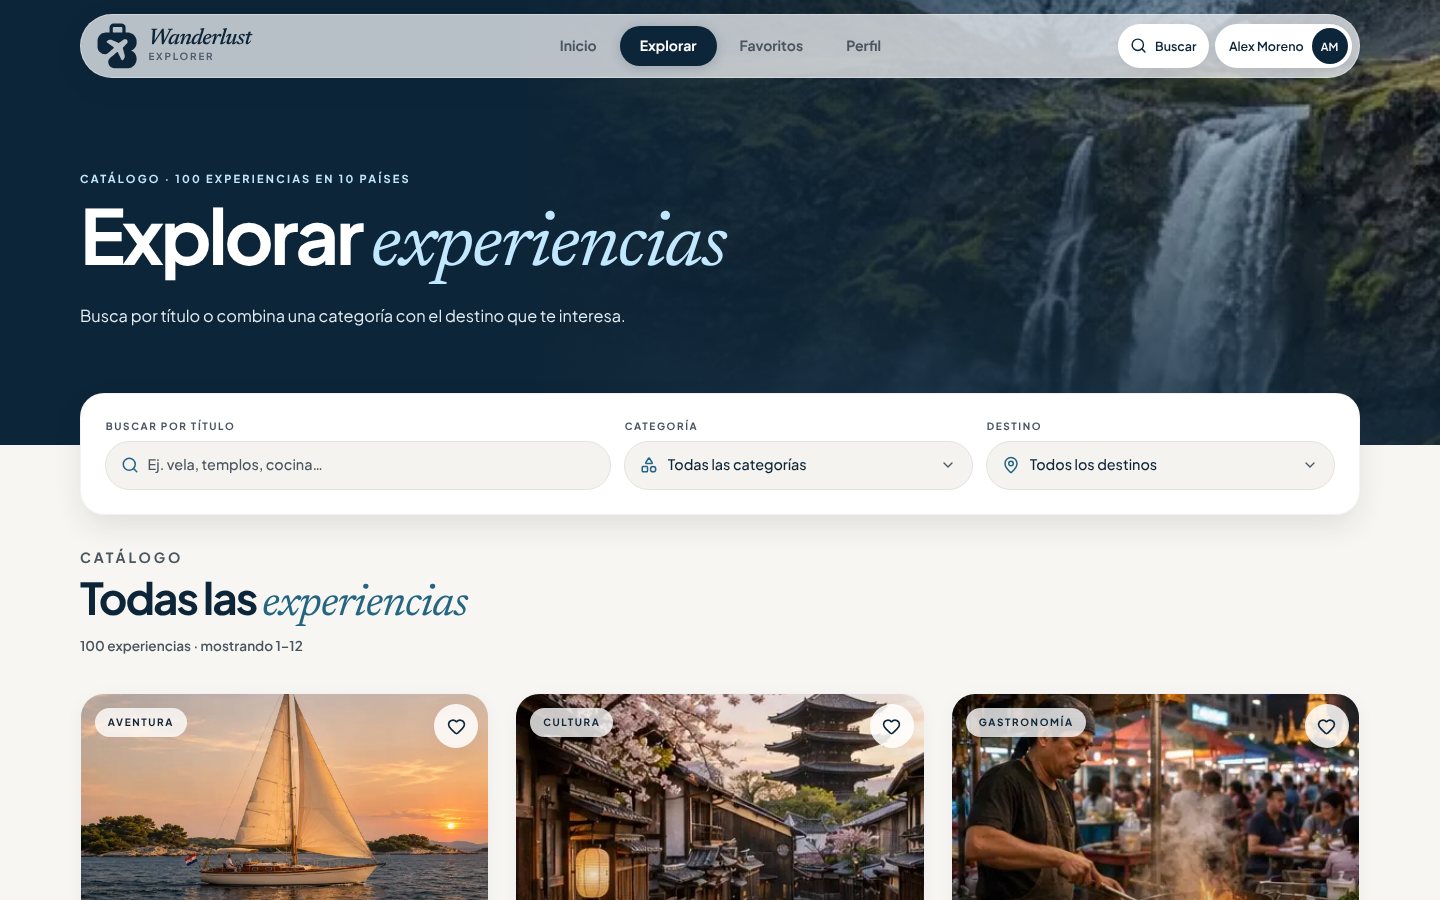 Wanderlust
EXPLORER
Inicio
Explorar
Favoritos
Perfil
Buscar
Alex Moreno
AM
CATÁLOGO · 100 EXPERIENCIAS EN 10 PAÍSES
Explorar experiencias
Busca por título o combina una categoría con el destino que te interesa.
BUSCAR POR TÍTULO
CATEGORÍA
DESTINO
Ej. vela, templos, cocina…
Todas las categorías
Todos los destinos
CATÁLOGO
Todas las experiencias
100 experiencias · mostrando 1–12
AVENTURA
CULTURA
GASTRONOMÍA